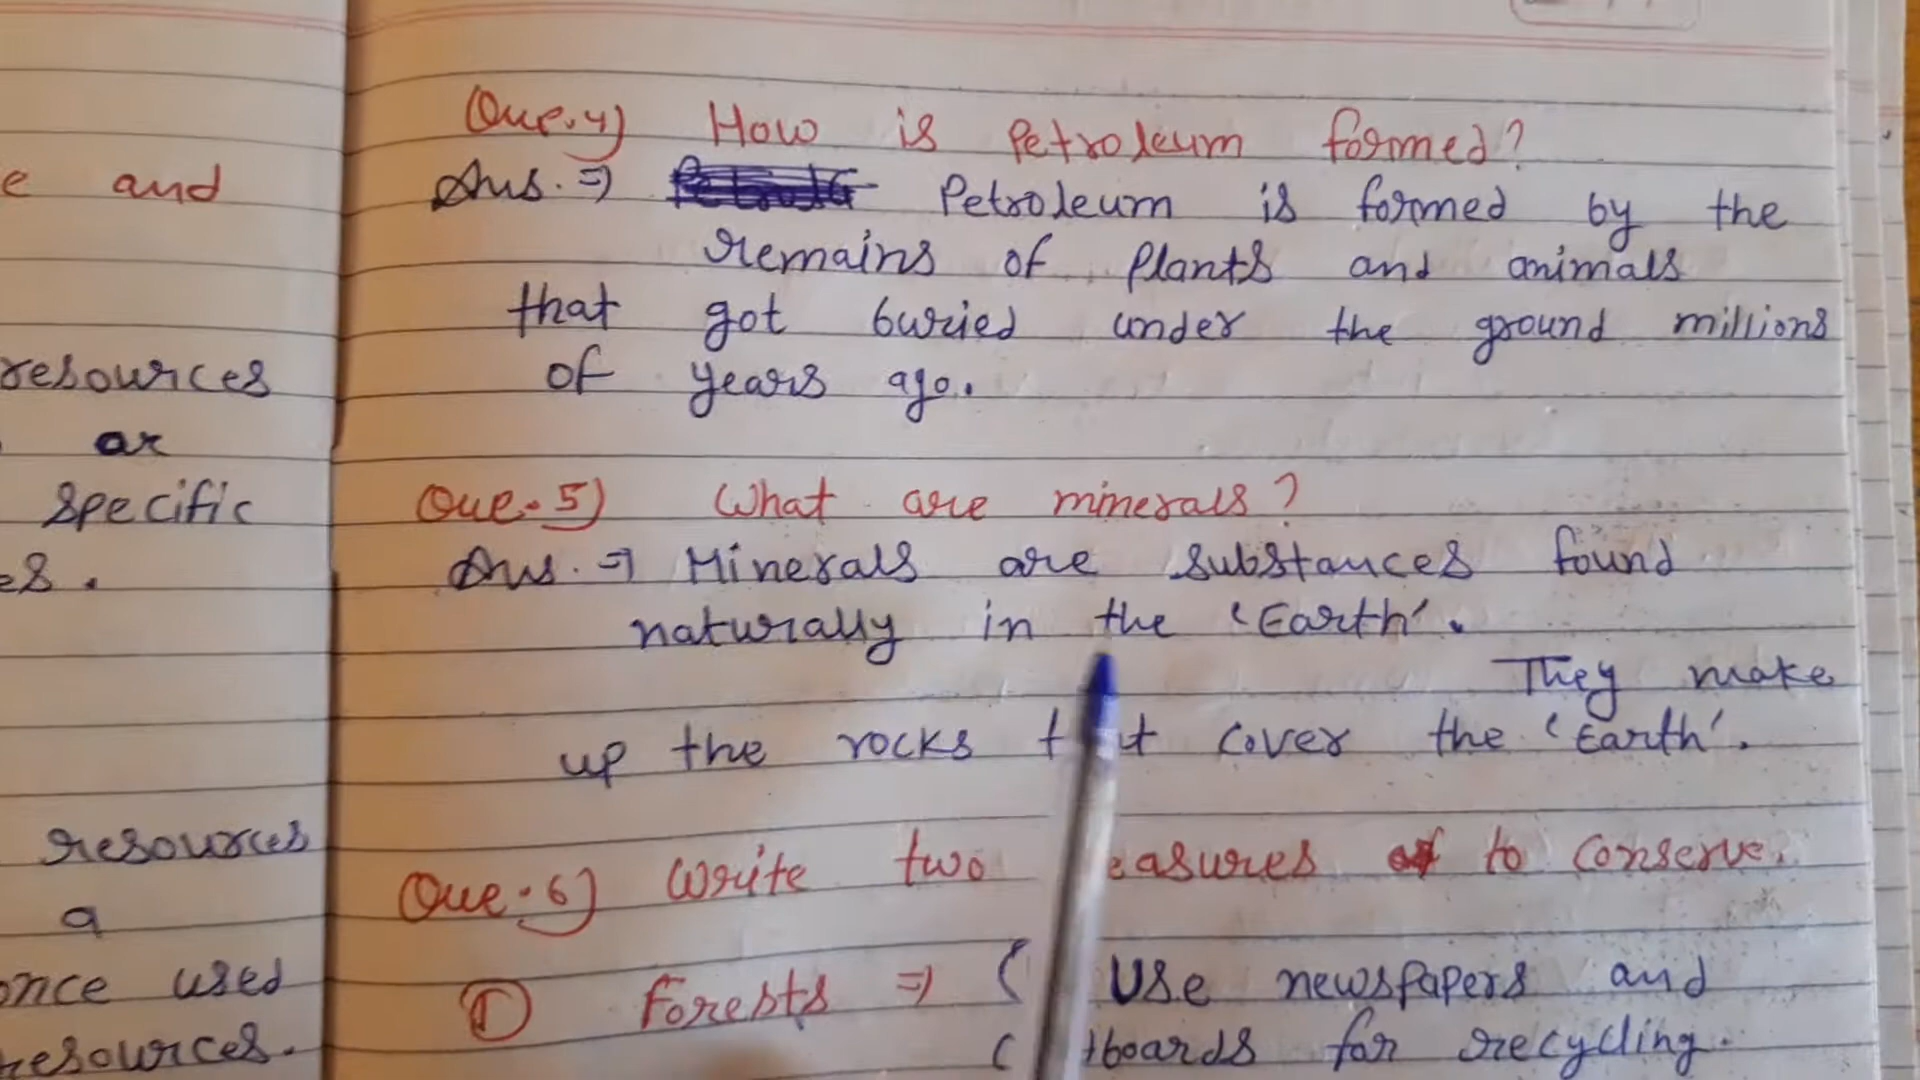 e and
resources
ar
specific
es.
resources
a
once used
resources.
Que.4) How is Petroleum formed?
Ans. => Petroleum is formed by the
remains of Plants and animals
that got buried under the ground millions
of years ago.
Que.5) What are minerals?
Ans. => Minerals are substances found
naturally in the 'Earth'.
They make
up the rocks t t cover the 'Earth'.
Que.6) Write two easures to conserve.
① Forests => ( Use newspapers and
( boards for recycling.